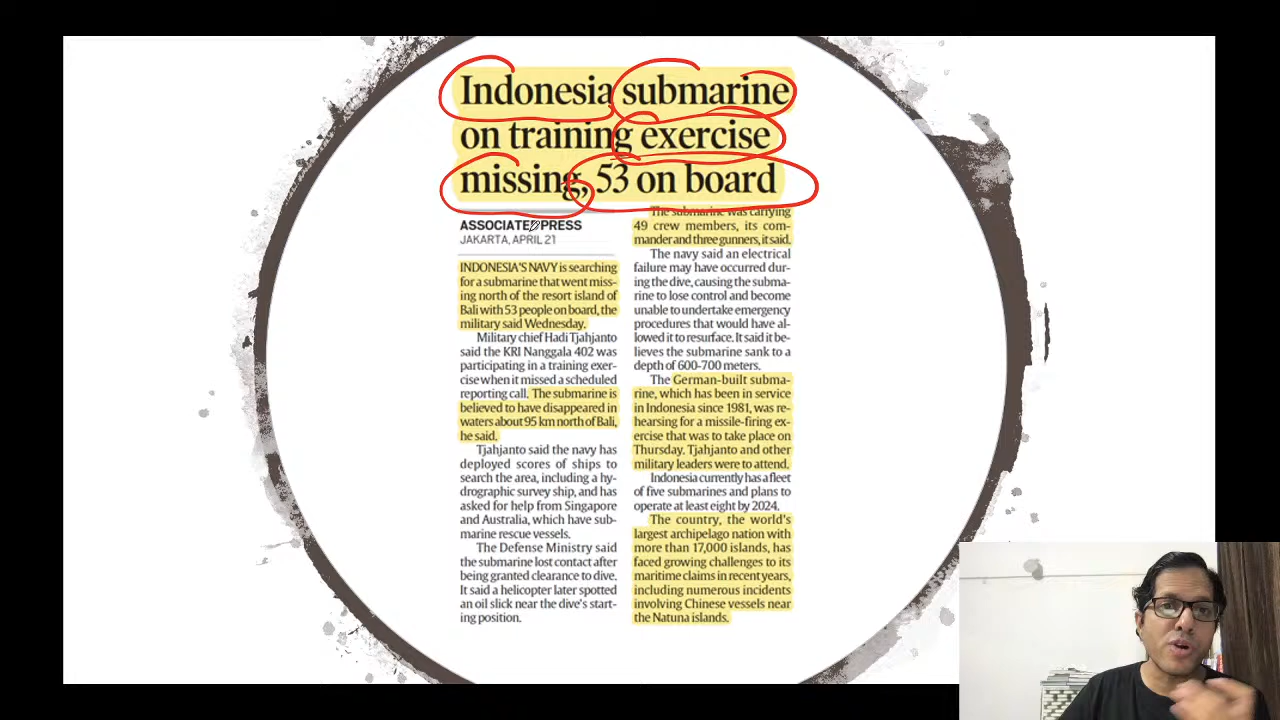 Indonesia submarine
on training exercise
missing, 53 on board
ASSOCIATED PRESS
JAKARTA, APRIL 21
INDONESIA'S NAVY is searching
for a submarine that went miss-
ing north of the resort island of
Bali with 53 people on board, the
military said Wednesday.
Military chief Hadi Tjahjanto
said the KRI Nanggala 402 was
participating in a training exer-
cise when it missed a scheduled
reporting call. The submarine is
believed to have disappeared in
waters about 95 km north of Bali,
he said.
Tjahjanto said the navy has
deployed scores of ships to
search the area, including a hy-
drographic survey ship, and has
asked for help from Singapore
and Australia, which have sub-
marine rescue vessels.
The Defense Ministry said
the submarine lost contact after
being granted clearance to dive.
It said a helicopter later spotted
an oil slick near the dive's start-
ing position.
The submarine was carrying
49 crew members, its com-
mander and three gunners, it said.
The navy said an electrical
failure may have occurred dur-
ing the dive, causing the subma-
rine to lose control and become
unable to undertake emergency
procedures that would have al-
lowed it to resurface. It said it be-
lieves the submarine sank to a
depth of 600-700 meters.
The German-built subma-
rine, which has been in service
in Indonesia since 1981, was re-
hearsing for a missile-firing ex-
ercise that was to take place on
Thursday. Tjahjanto and other
military leaders were to attend.
Indonesia currently has a fleet
of five submarines and plans to
operate at least eight by 2024.
The country, the world's
largest archipelago nation with
more than 17,000 islands, has
faced growing challenges to its
maritime claims in recent years,
including numerous incidents
involving Chinese vessels near
the Natuna islands.